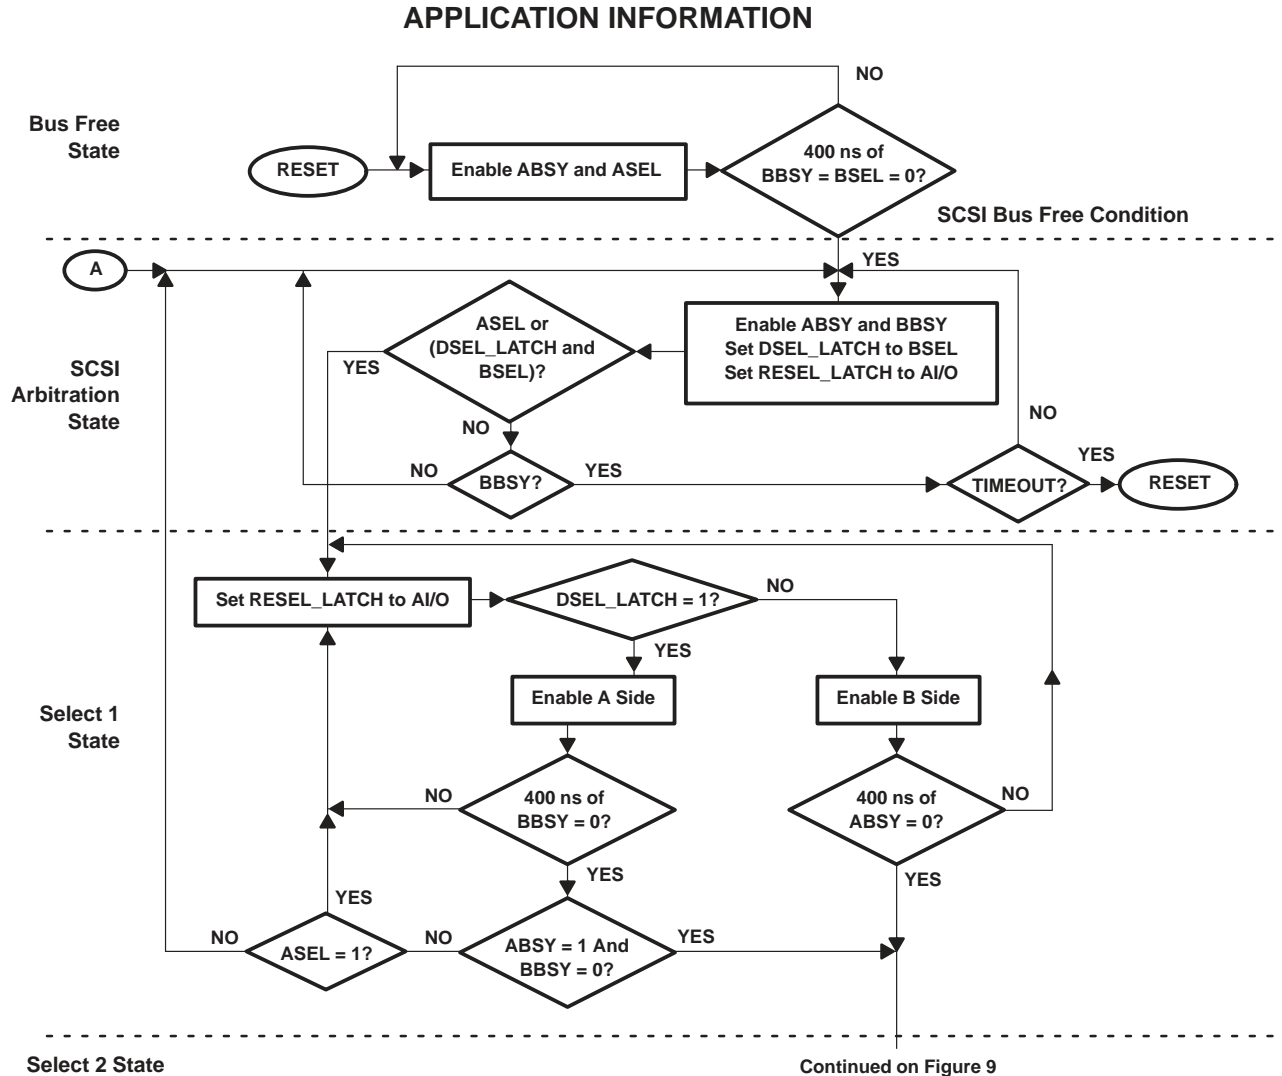 APPLICATION INFORMATION
NO
Bus Free
State
RESET
Enable ABSY and ASEL
400 ns of
BBSY = BSEL = 0?
SCSI Bus Free Condition
A
YES
ASEL or
(DSEL_LATCH and
BSEL)?
YES
Enable ABSY and BBSY
Set DSEL_LATCH to BSEL
Set RESEL_LATCH to AI/O
SCSI
Arbitration
State
NO
NO
NO
BBSY?
YES
TIMEOUT?
YES
RESET
Set RESEL_LATCH to AI/O
DSEL_LATCH = 1?
NO
YES
Enable A Side
Enable B Side
Select 1
State
NO
400 ns of
BBSY = 0?
400 ns of
ABSY = 0?
NO
YES
YES
YES
NO
ASEL = 1?
NO
ABSY = 1 And
BBSY = 0?
YES
Select 2 State
Continued on Figure 9